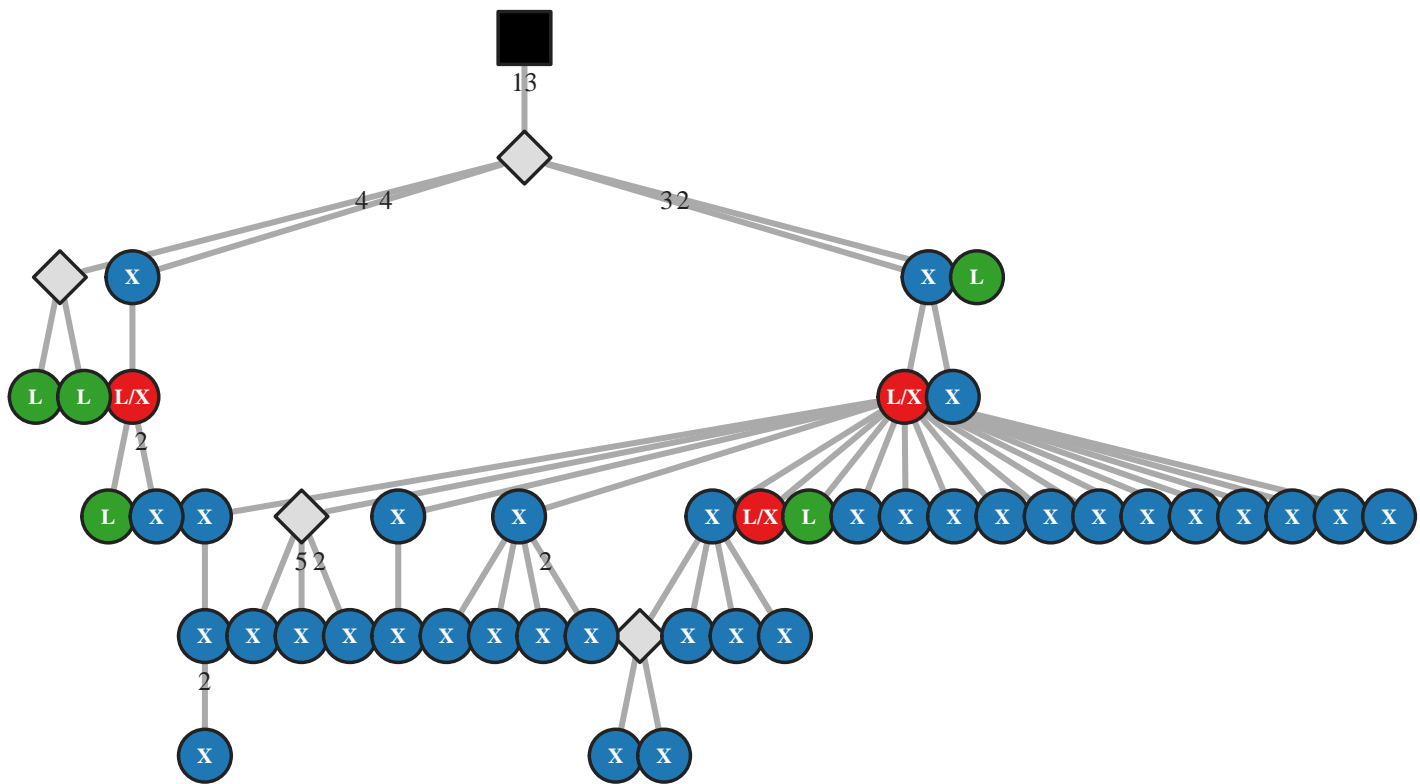 13
4 4 3 2
X X L
L L L/X L/X X
2
L X X X X X L/X L X X X X X X X X X X X X
5 2 2
X X X X X X X X X X X X
2
X X X